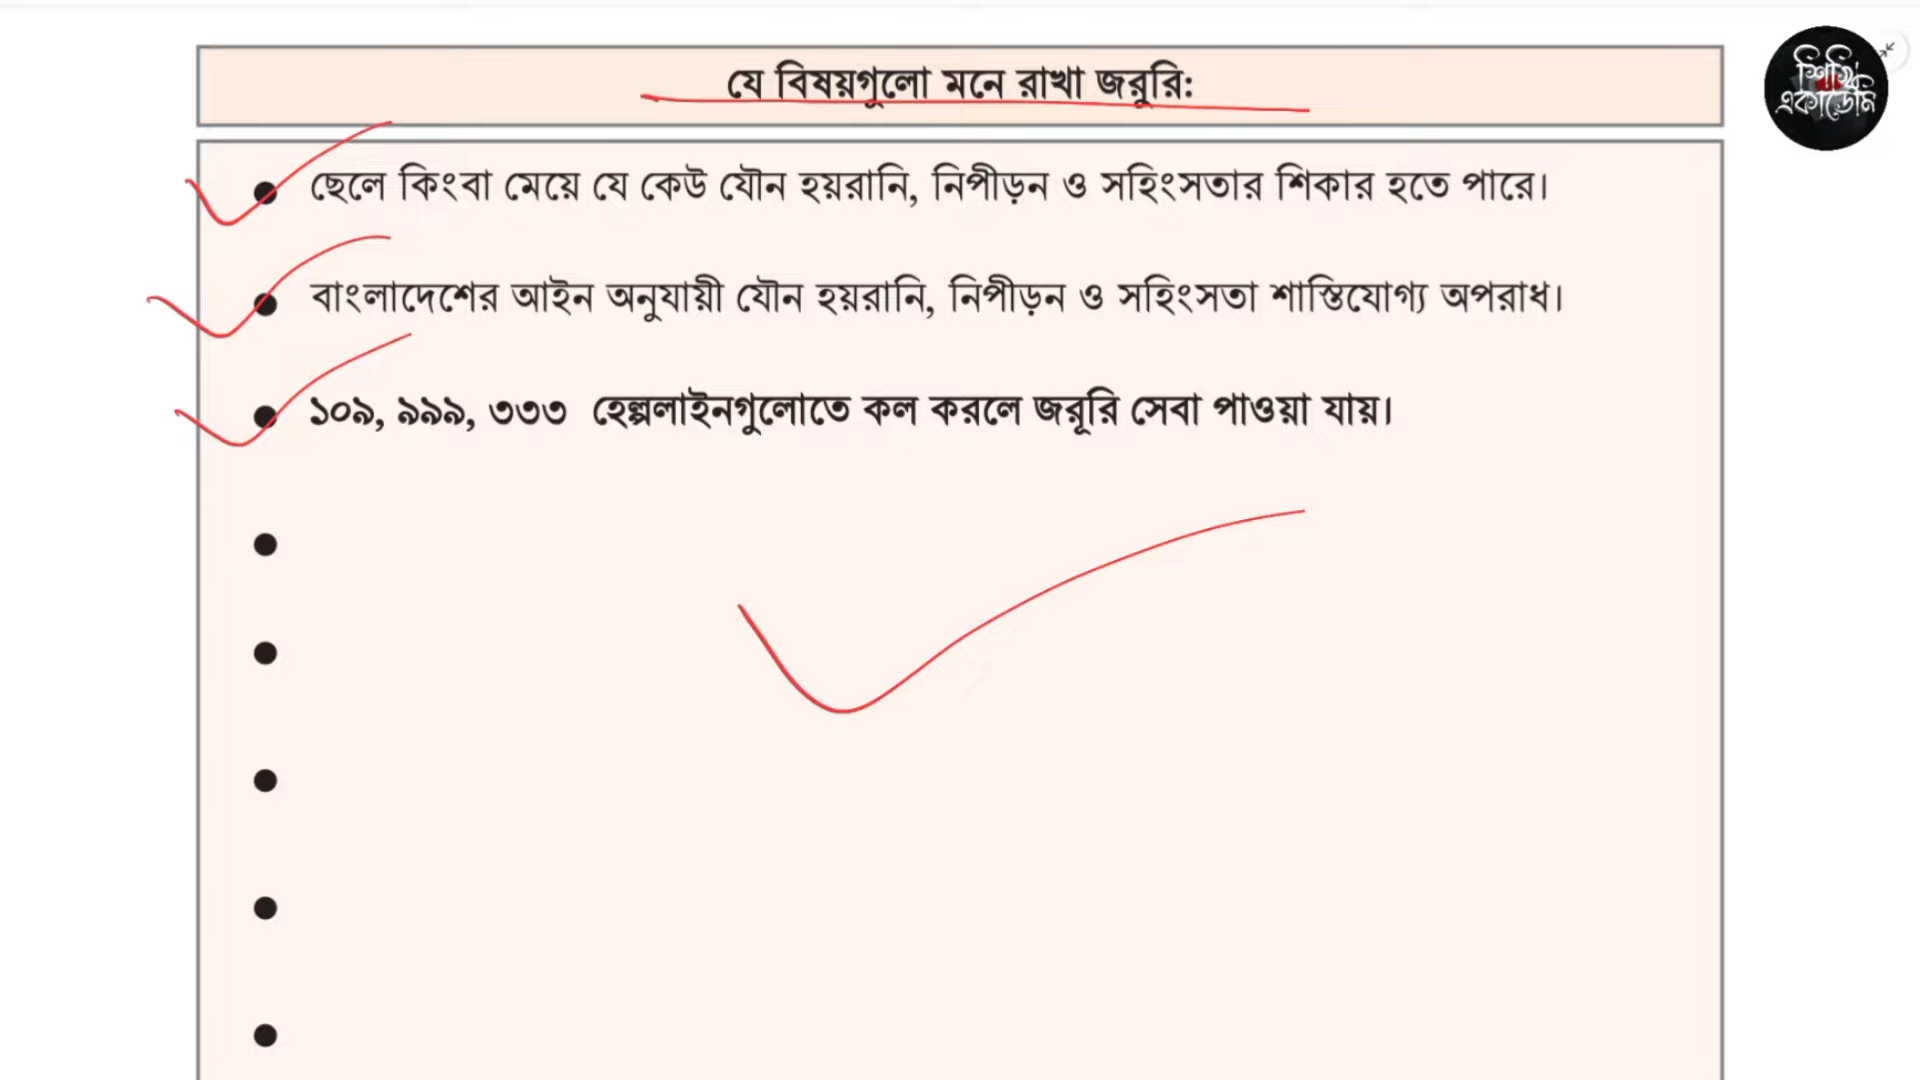 যে বিষয়গুলো মনে রাখা জরুরি:
শিখি
একাডেমি
● ছেলে কিংবা মেয়ে যে কেউ যৌন হয়রানি, নিপীড়ন ও সহিংসতার শিকার হতে পারে।
● বাংলাদেশের আইন অনুযায়ী যৌন হয়রানি, নিপীড়ন ও সহিংসতা শাস্তিযোগ্য অপরাধ।
● ১০৯, ৯৯৯, ৩৩৩ হেল্পলাইনগুলোতে কল করলে জরূরি সেবা পাওয়া যায়।